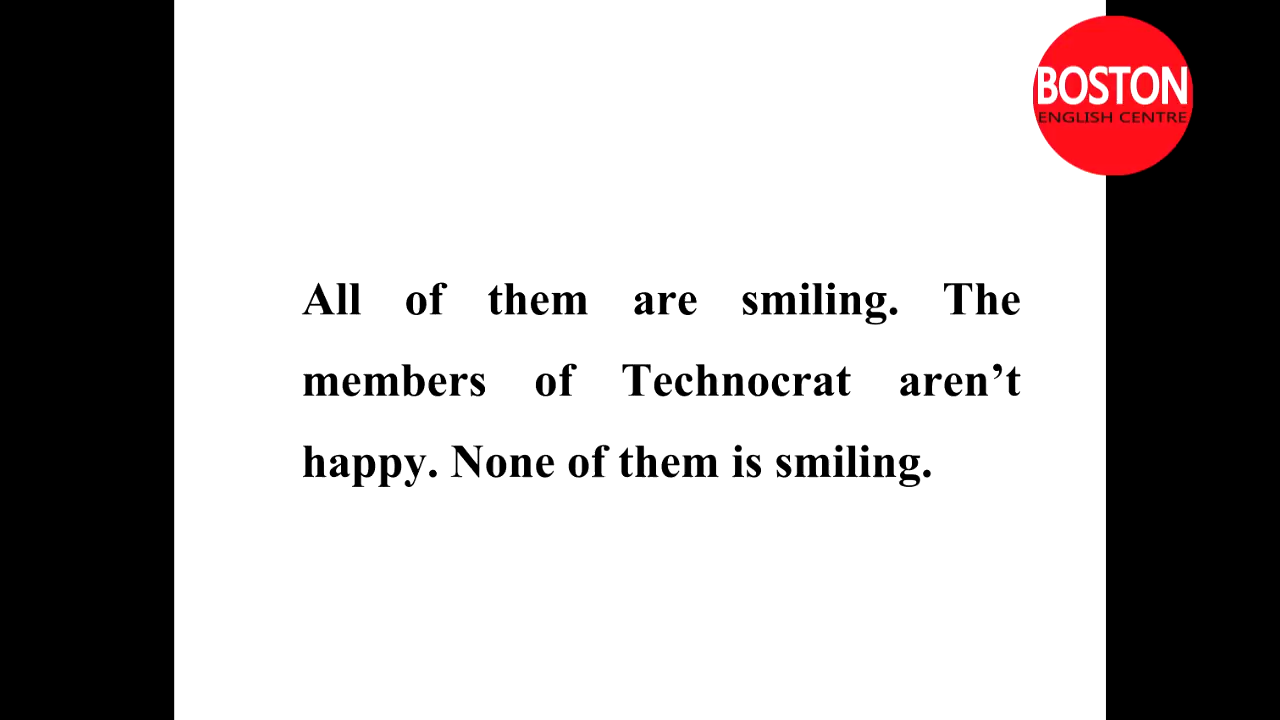 BOSTON
ENGLISH CENTRE
All of them are smiling. The
members of Technocrat aren’t
happy. None of them is smiling.